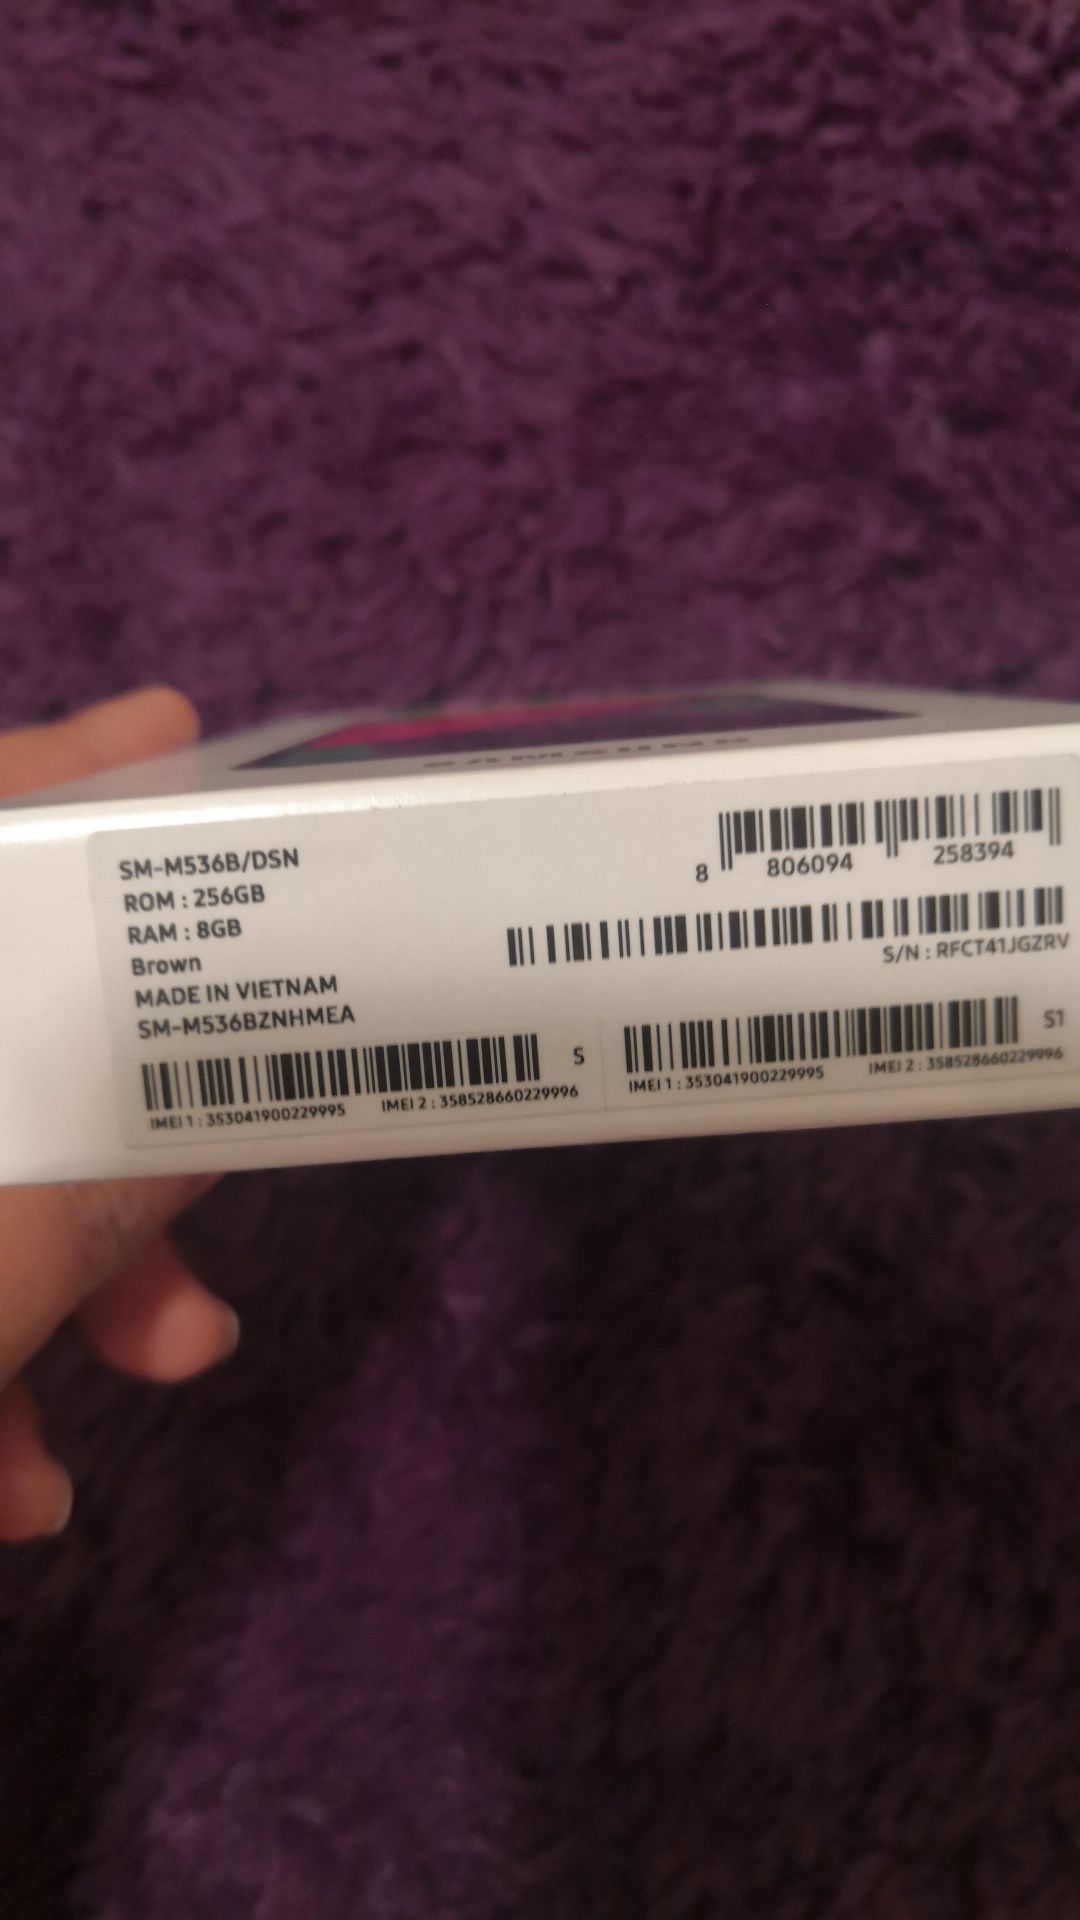 SAMSUNG
SM-M536B/DSN
ROM : 256GB
RAM : 8GB
Brown
MADE IN VIETNAM
SM-M536BZNHMEA
8 806094 258394
S/N : RFCT41JGZRV
S
IMEI 1 : 353041900229995 IMEI 2 : 358528660229996
S1
IMEI 1 : 353041900229995 IMEI 2 : 358528660229996